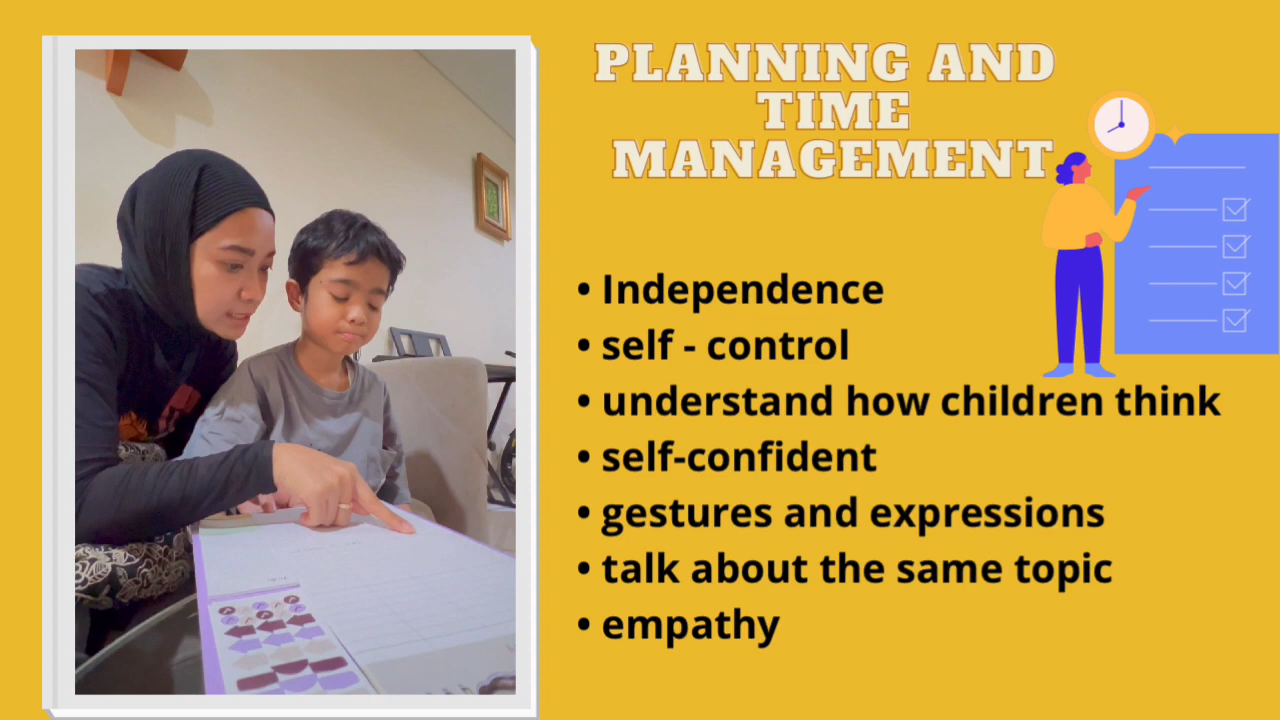 PLANNING AND
TIME
MANAGEMENT
• Independence
• self - control
• understand how children think
• self-confident
• gestures and expressions
• talk about the same topic
• empathy